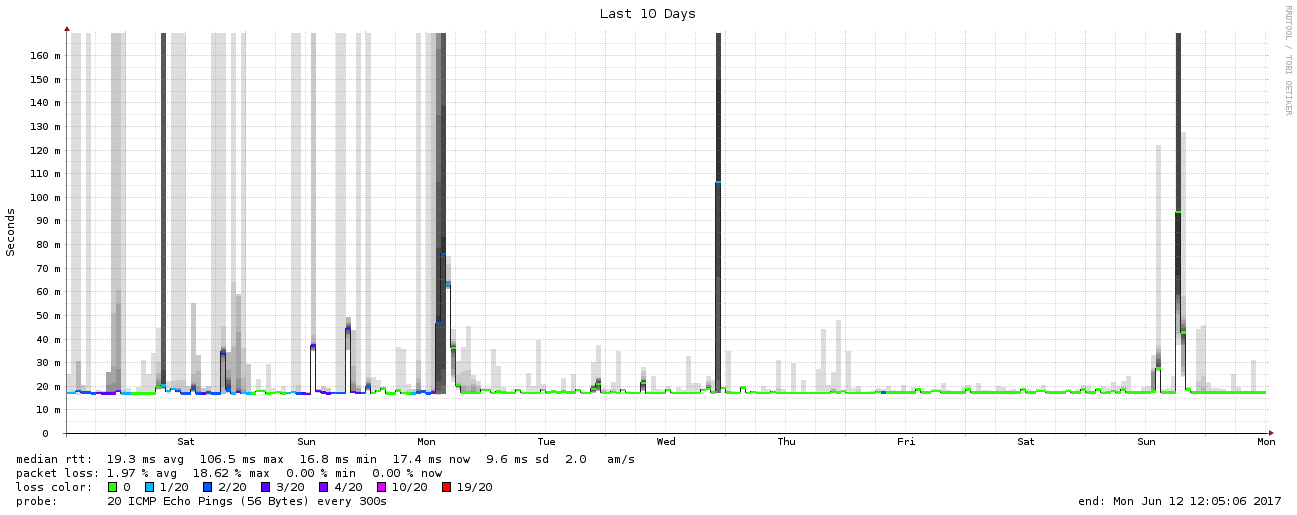 Last 10 Days
RRDTOOL / TOBI OETIKER
Seconds
160 m
150 m
140 m
130 m
120 m
110 m
100 m
90 m
80 m
70 m
60 m
50 m
40 m
30 m
20 m
10 m
0
Sat Sun Mon Tue Wed Thu Fri Sat Sun Mon
median rtt: 19.3 ms avg 106.5 ms max 16.8 ms min 17.4 ms now 9.6 ms sd 2.0 am/s
packet loss: 1.97 % avg 18.62 % max 0.00 % min 0.00 % now
loss color: 0 1/20 2/20 3/20 4/20 10/20 19/20
probe: 20 ICMP Echo Pings (56 Bytes) every 300s end: Mon Jun 12 12:05:06 2017